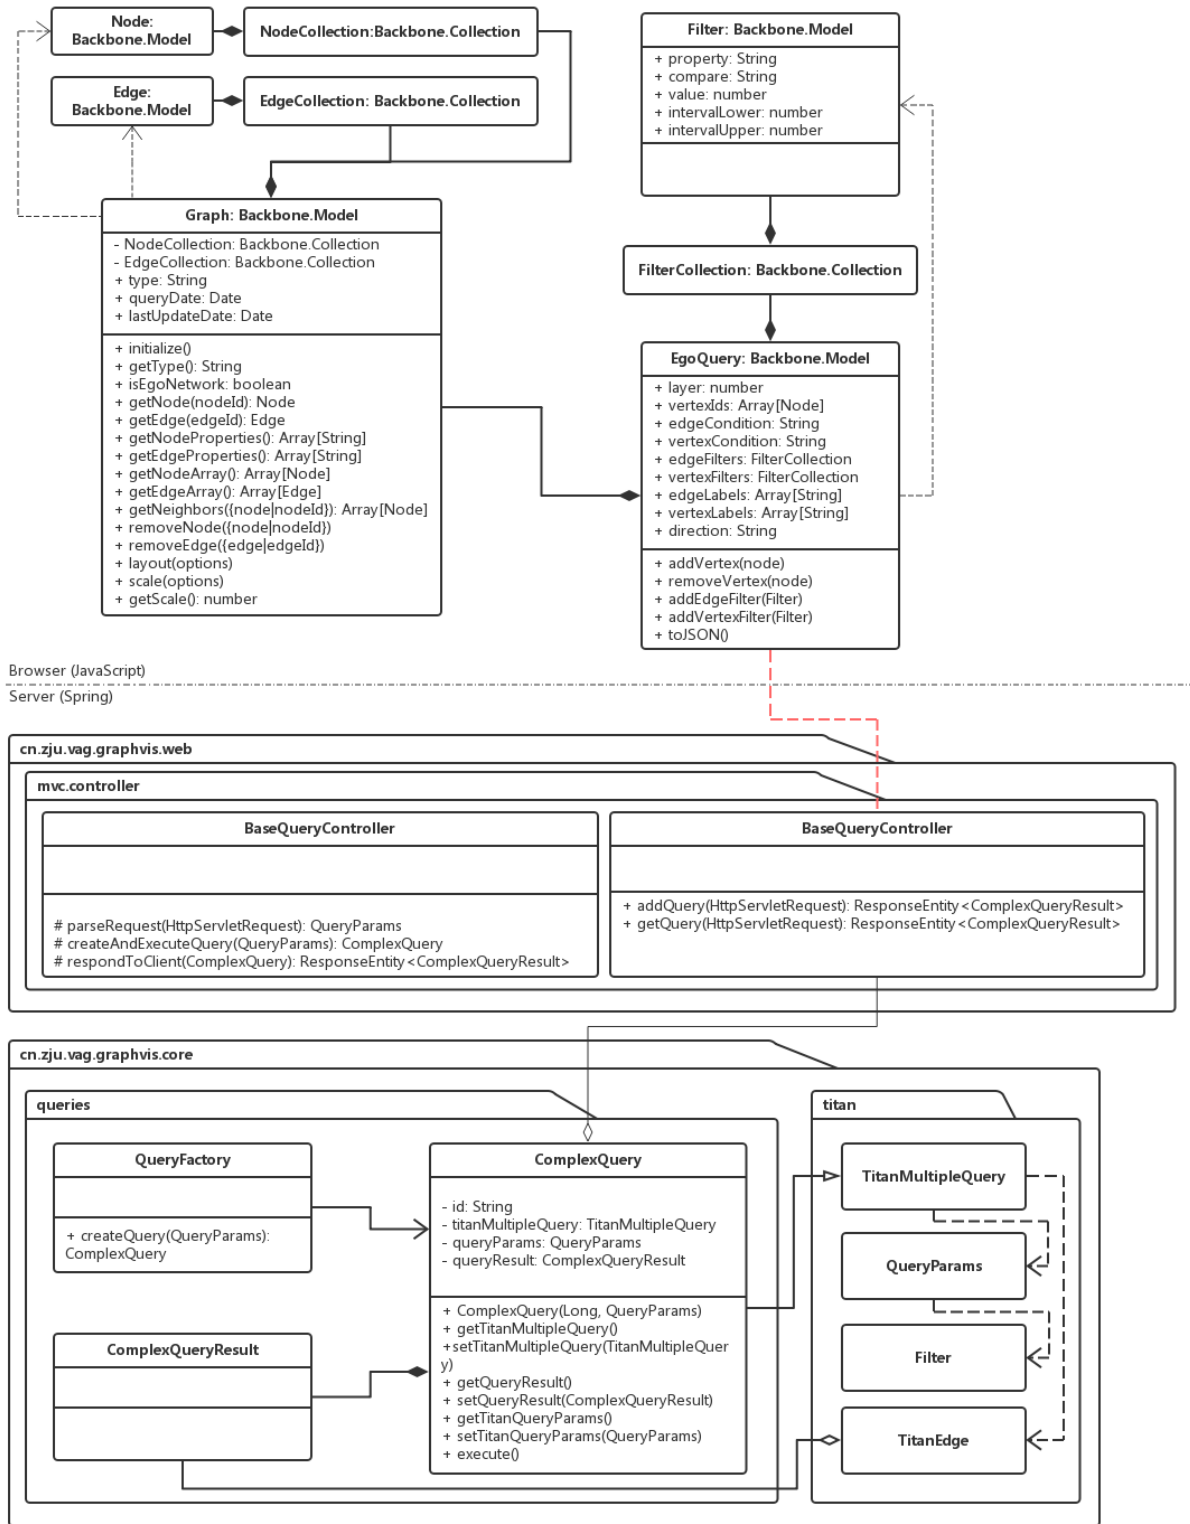 Node:
Backbone.Model
NodeCollection:Backbone.Collection
Edge:
Backbone.Model
EdgeCollection: Backbone.Collection
Filter: Backbone.Model
+ property: String
+ compare: String
+ value: number
+ intervalLower: number
+ intervalUpper: number
Graph: Backbone.Model
- NodeCollection: Backbone.Collection
- EdgeCollection: Backbone.Collection
+ type: String
+ queryDate: Date
+ lastUpdateDate: Date
+ initialize()
+ getType(): String
+ isEgoNetwork: boolean
+ getNode(nodeId): Node
+ getEdge(edgeId): Edge
+ getNodeProperties(): Array[String]
+ getEdgeProperties(): Array[String]
+ getNodeArray(): Array[Node]
+ getEdgeArray(): Array[Edge]
+ getNeighbors({node|nodeId}): Array[Node]
+ removeNode({node|nodeId})
+ removeEdge({edge|edgeId})
+ layout(options)
+ scale(options)
+ getScale(): number
FilterCollection: Backbone.Collection
EgoQuery: Backbone.Model
+ layer: number
+ vertexIds: Array[Node]
+ edgeCondition: String
+ vertexCondition: String
+ edgeFilters: FilterCollection
+ vertexFilters: FilterCollection
+ edgeLabels: Array[String]
+ vertexLabels: Array[String]
+ direction: String
+ addVertex(node)
+ removeVertex(node)
+ addEdgeFilter(Filter)
+ addVertexFilter(Filter)
+ toJSON()
Browser (JavaScript)
Server (Spring)
cn.zju.vag.graphvis.web
mvc.controller
BaseQueryController
# parseRequest(HttpServletRequest): QueryParams
# createAndExecuteQuery(QueryParams): ComplexQuery
# respondToClient(ComplexQuery): ResponseEntity<ComplexQueryResult>
BaseQueryController
+ addQuery(HttpServletRequest): ResponseEntity<ComplexQueryResult>
+ getQuery(HttpServletRequest): ResponseEntity<ComplexQueryResult>
cn.zju.vag.graphvis.core
queries
QueryFactory
+ createQuery(QueryParams):
ComplexQuery
ComplexQueryResult
ComplexQuery
- id: String
- titanMultipleQuery: TitanMultipleQuery
- queryParams: QueryParams
- queryResult: ComplexQueryResult
+ ComplexQuery(Long, QueryParams)
+ getTitanMultipleQuery()
+setTitanMultipleQuery(TitanMultipleQuer
y)
+ getQueryResult()
+ setQueryResult(ComplexQueryResult)
+ getTitanQueryParams()
+ setTitanQueryParams(QueryParams)
+ execute()
titan
TitanMultipleQuery
QueryParams
Filter
TitanEdge